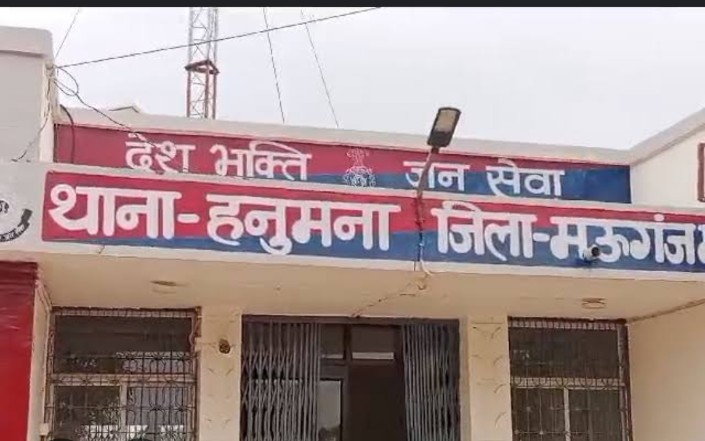 देश भक्ति जन सेवा
थाना-हनुमना जिला-मऊगंज